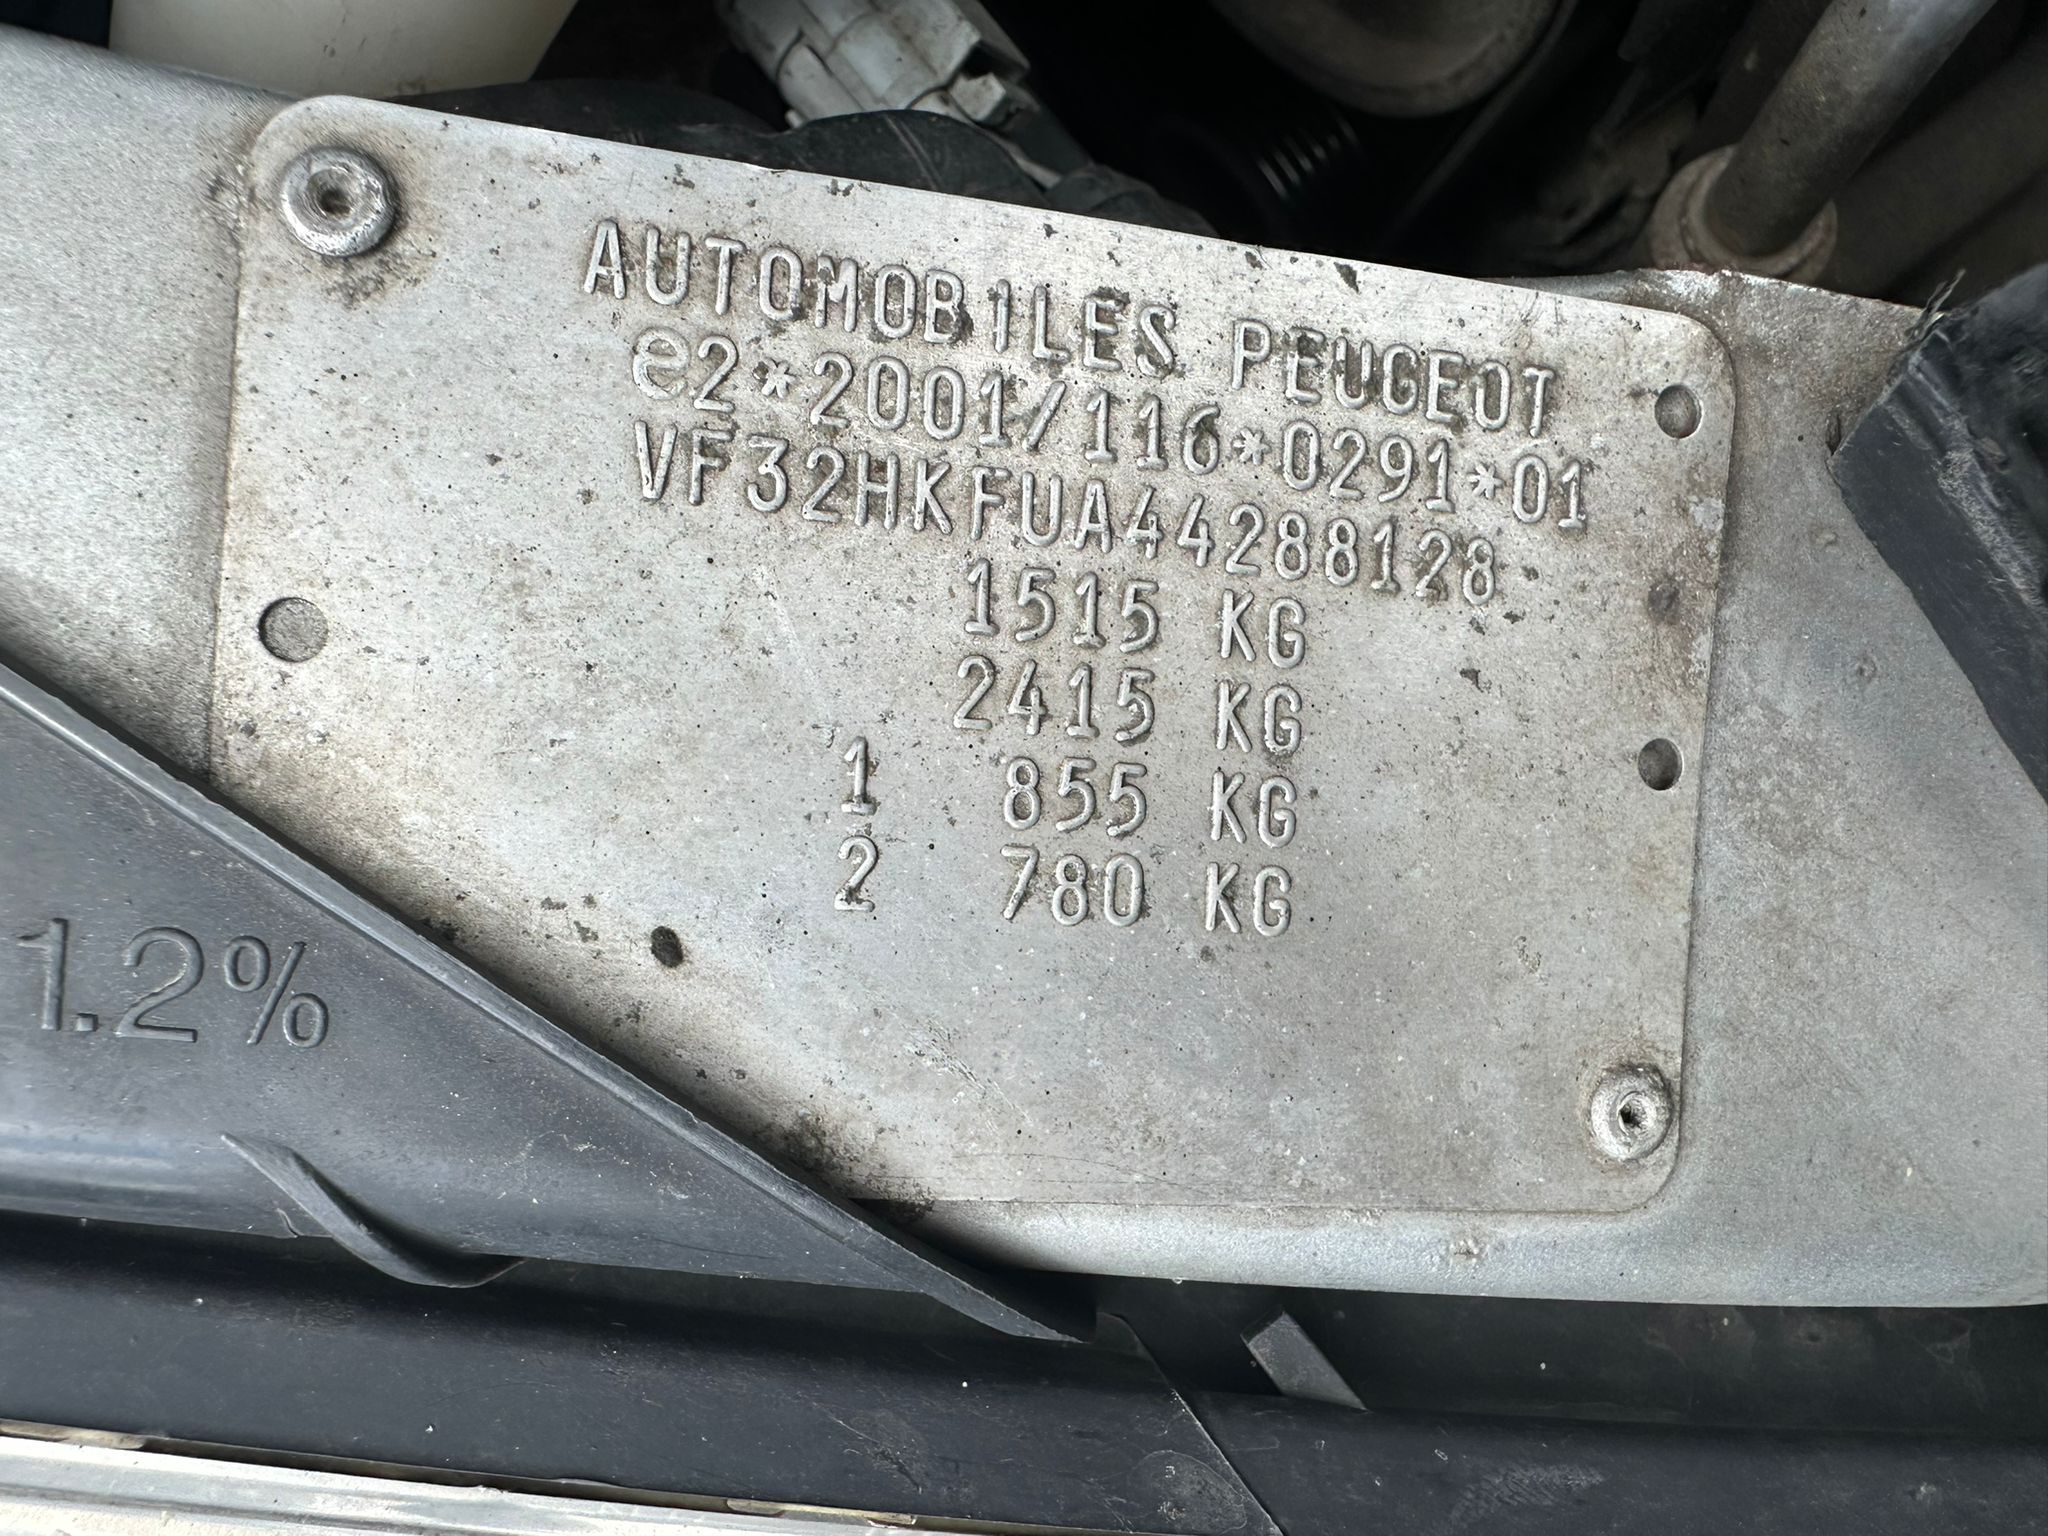 AUTOMOBILES PEUGEOT
e2*2001/116*0291*01
VF32HKFUA44288128
1515 KG
2415 KG
1 855 KG
2 780 KG
1.2%